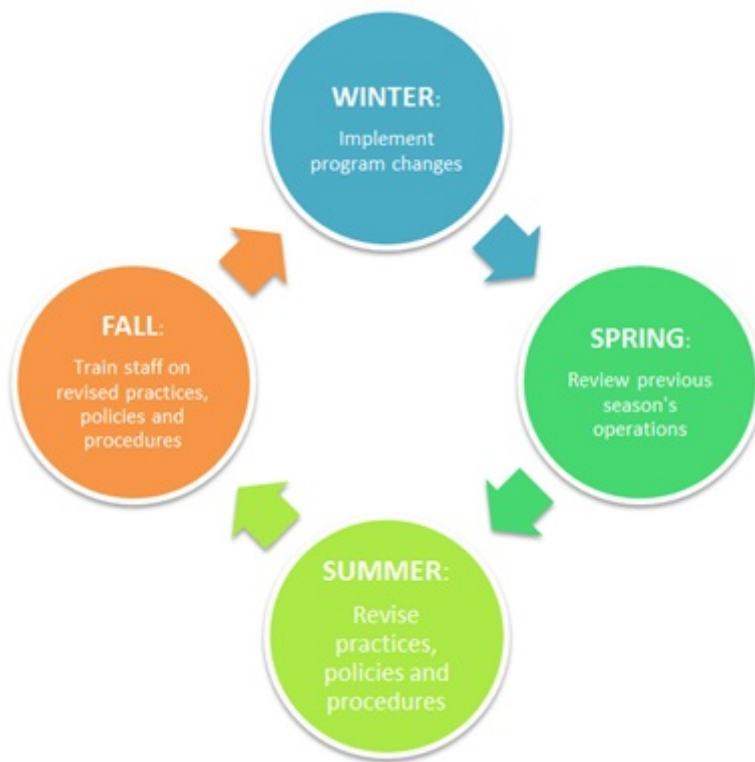 WINTER:
Implement
program changes
SPRING:
Review previous
season's
operations
SUMMER:
Revise
practices,
policies and
procedures
FALL:
Train staff on
revised practices,
policies and
procedures